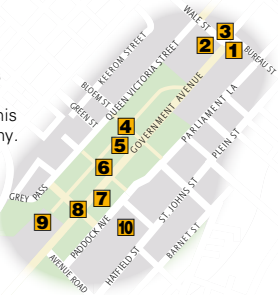 WALE ST
3
2
1
BUREAU ST
KEEROM STREET
QUEEN VICTORIA STREET
BLOEM ST
GREEN ST
GOVERNMENT AVENUE
PARLIAMENT LA
PLEIN ST
his
ny.
4
5
6
GREY PASS
7
8
9
10
PADDOCK AVE
ST. JOHNS ST
AVENUE ROAD
HATFIELD ST
BARNET ST